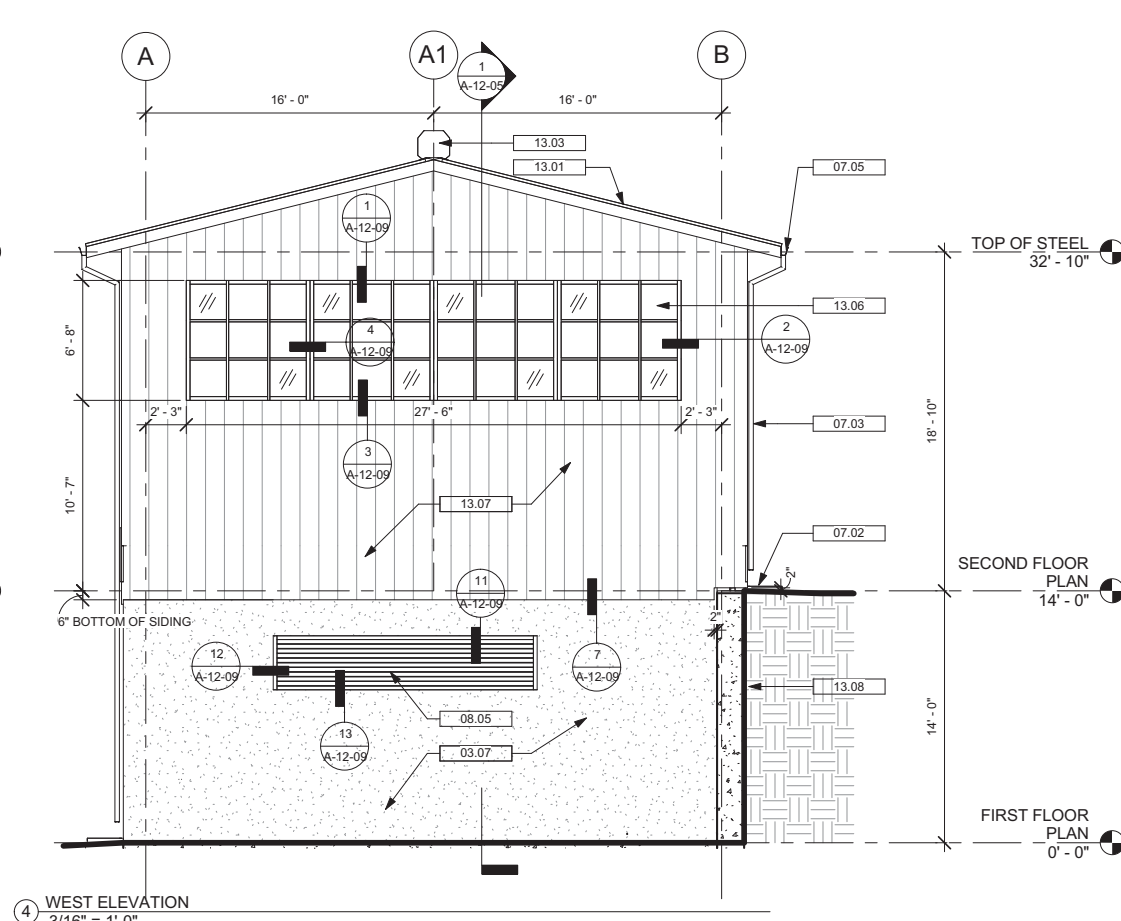 A
A1
B
1
A-12-05
16' - 0"
16' - 0"
13.03
13.01
07.05
1
A-12-09
TOP OF STEEL
32' - 10"
13.06
4
A-12-09
2
A-12-09
6' - 8"
2' - 3"
27' - 6"
2' - 3"
07.03
18' - 10"
3
A-12-09
10' - 7"
13.07
07.02
SECOND FLOOR
PLAN
14' - 0"
11
A-12-09
2"
6" BOTTOM OF SIDING
2"
12
A-12-09
7
A-12-09
13.08
08.05
13
A-12-09
03.07
14' - 0"
FIRST FLOOR
PLAN
0' - 0"
4
WEST ELEVATION
3/16" = 1'-0"